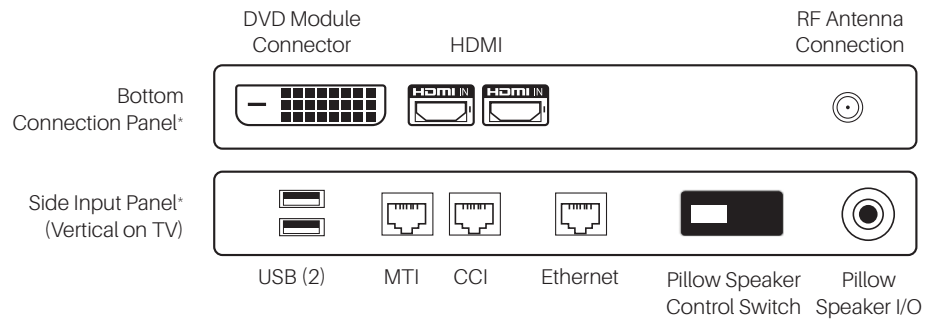 DVD Module
Connector
HDMI
RF Antenna
Connection
Bottom
Connection Panel*
HDMI IN
HDMI IN
Side Input Panel*
(Vertical on TV)
USB (2)
MTI
CCI
Ethernet
Pillow Speaker
Control Switch
Pillow
Speaker I/O